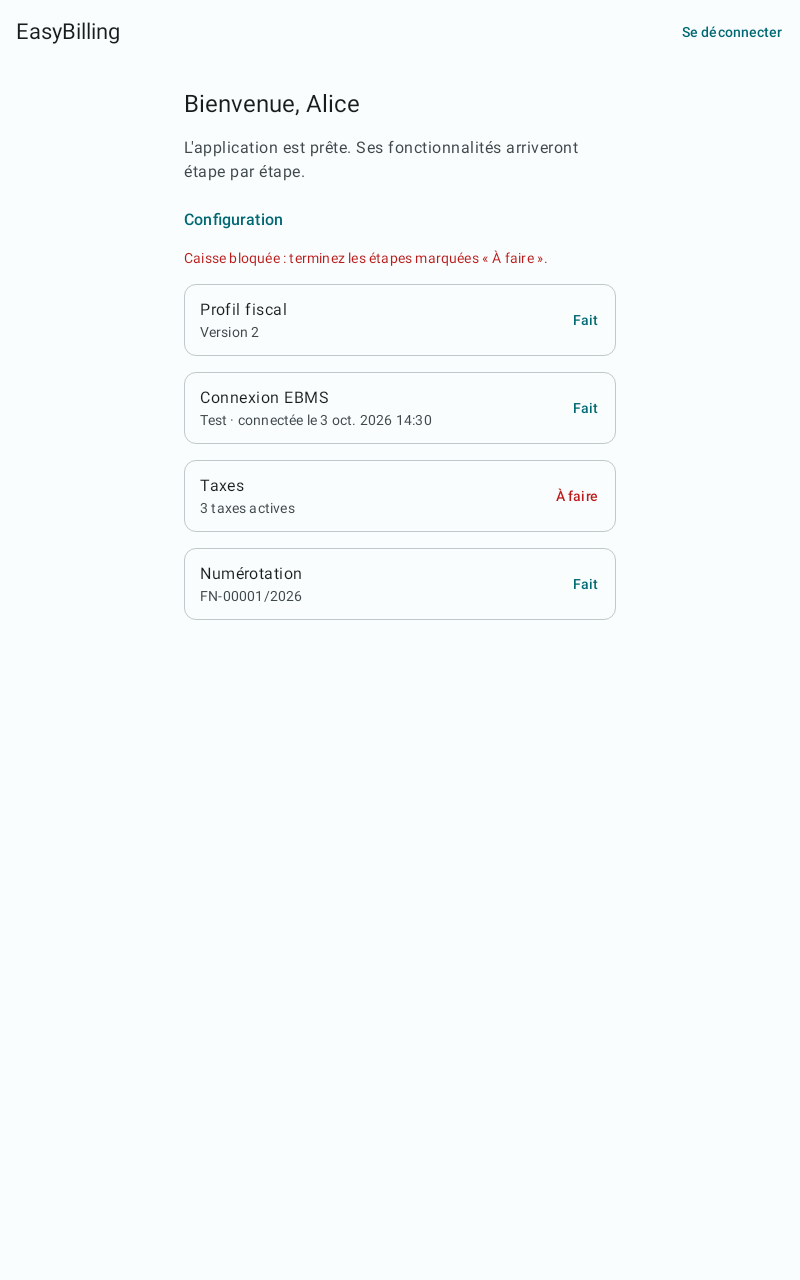 EasyBilling
Se déconnecter
Bienvenue, Alice
L'application est prête. Ses fonctionnalités arriveront
étape par étape.
Configuration
Caisse bloquée : terminez les étapes marquées « À faire ».
Profil fiscal
Version 2
Fait
Connexion EBMS
Test · connectée le 3 oct. 2026 14:30
Fait
Taxes
3 taxes actives
À faire
Numérotation
FN-00001/2026
Fait